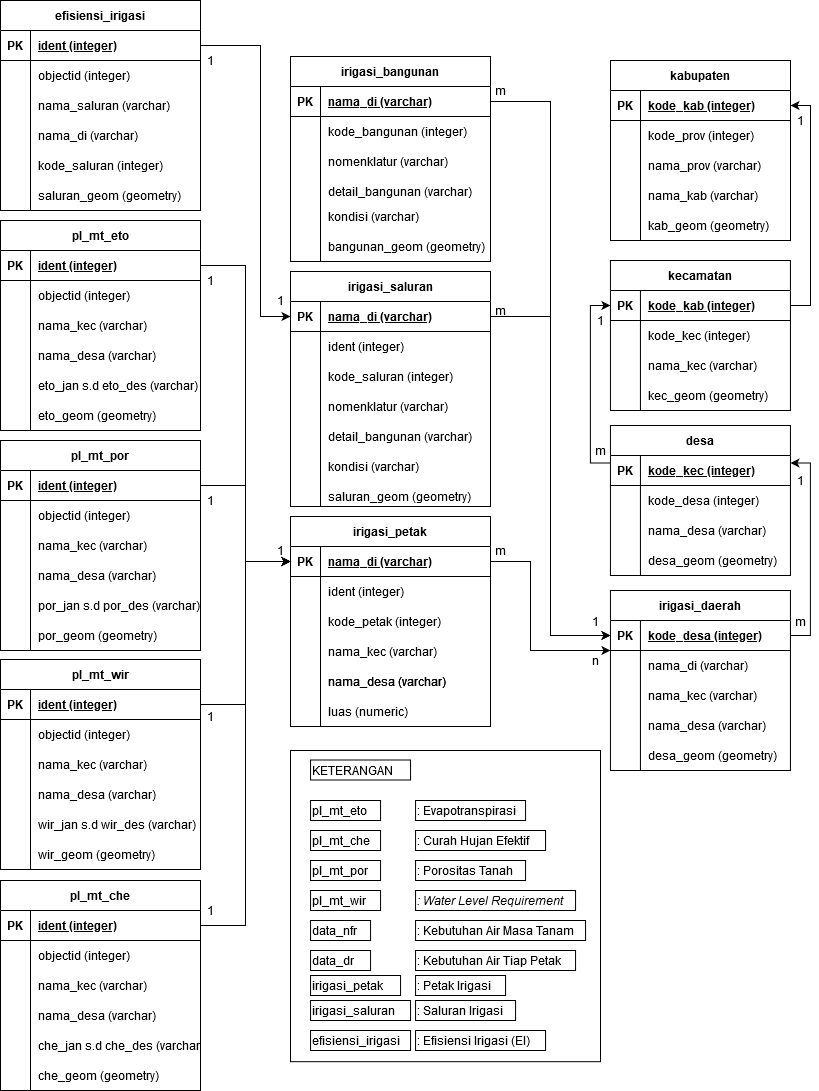 efisiensi_irigasi
PK ident (integer)
objectid (integer)
nama_saluran (varchar)
nama_di (varchar)
kode_saluran (integer)
saluran_geom (geometry)
1
pl_mt_eto
PK ident (integer)
objectid (integer)
nama_kec (varchar)
nama_desa (varchar)
eto_jan s.d eto_des (varchar)
eto_geom (geometry)
1
pl_mt_por
PK ident (integer)
objectid (integer)
nama_kec (varchar)
nama_desa (varchar)
por_jan s.d por_des (varchar)
por_geom (geometry)
1
pl_mt_wir
PK ident (integer)
objectid (integer)
nama_kec (varchar)
nama_desa (varchar)
wir_jan s.d wir_des (varchar)
wir_geom (geometry)
1
pl_mt_che
PK ident (integer)
objectid (integer)
nama_kec (varchar)
nama_desa (varchar)
che_jan s.d che_des (varchar
che_geom (geometry)
1
irigasi_bangunan
PK nama_di (varchar)
kode_bangunan (integer)
nomenklatur (varchar)
detail_bangunan (varchar)
kondisi (varchar)
bangunan_geom (geometry)
m
irigasi_saluran
1 PK nama_di (varchar)
ident (integer)
kode_saluran (integer)
nomenklatur (varchar)
detail_bangunan (varchar)
kondisi (varchar)
saluran_geom (geometry)
m
irigasi_petak
1 PK nama_di (varchar)
ident (integer)
kode_petak (integer)
nama_kec (varchar)
nama_desa (varchar)
luas (numeric)
m
kabupaten
PK kode_kab (integer)
kode_prov (integer)
nama_prov (varchar)
nama_kab (varchar)
kab_geom (geometry)
1
kecamatan
PK kode_kab (integer)
kode_kec (integer)
nama_kec (varchar)
kec_geom (geometry)
1
desa
m PK kode_kec (integer)
kode_desa (integer)
nama_desa (varchar)
desa_geom (geometry)
1
irigasi_daerah
1 PK kode_desa (integer) m
n
nama_di (varchar)
nama_kec (varchar)
nama_desa (varchar)
desa_geom (geometry)
KETERANGAN
pl_mt_eto : Evapotranspirasi
pl_mt_che : Curah Hujan Efektif
pl_mt_por : Porositas Tanah
pl_mt_wir : Water Level Requirement
data_nfr : Kebutuhan Air Masa Tanam
data_dr : Kebutuhan Air Tiap Petak
irigasi_petak : Petak Irigasi
irigasi_saluran : Saluran Irigasi
efisiensi_irigasi : Efisiensi Irigasi (EI)